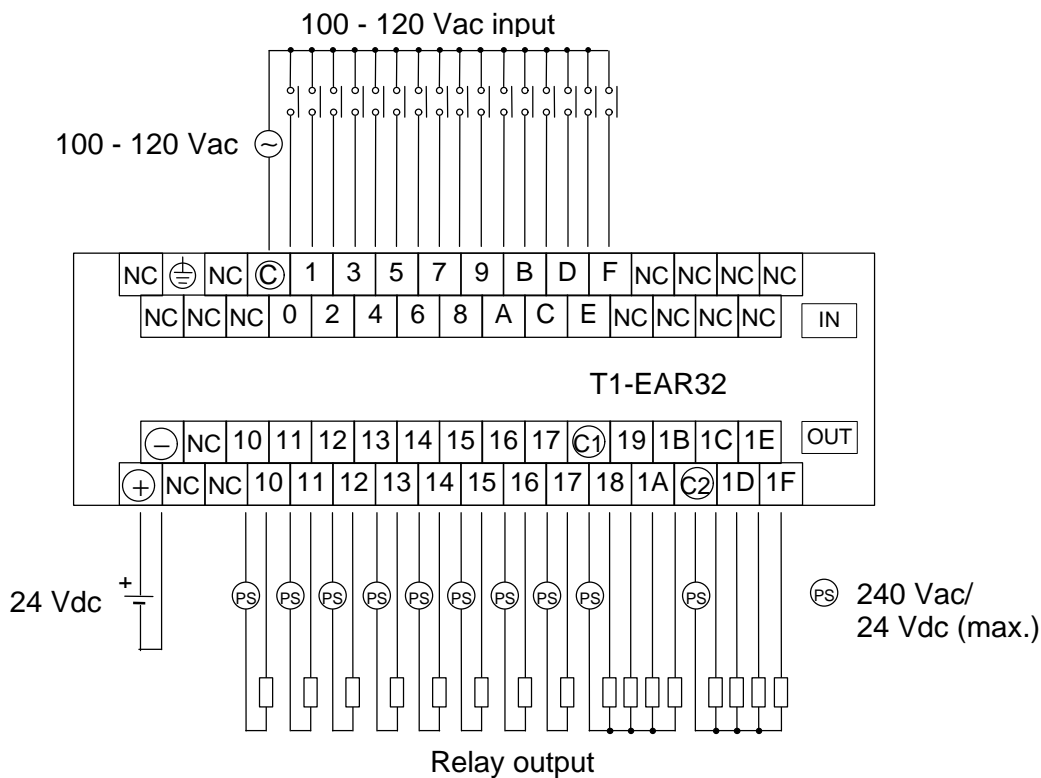 100 - 120 Vac input
100 - 120 Vac ~
NC NC C 1 3 5 7 9 B D F NC NC NC NC
NC NC NC 0 2 4 6 8 A C E NC NC NC NC IN
T1-EAR32
− NC 10 11 12 13 14 15 16 17 C1 19 1B 1C 1E OUT
+ NC NC 10 11 12 13 14 15 16 17 18 1A C2 1D 1F
24 Vdc + PS PS PS PS PS PS PS PS PS PS PS 240 Vac/
24 Vdc (max.)
Relay output